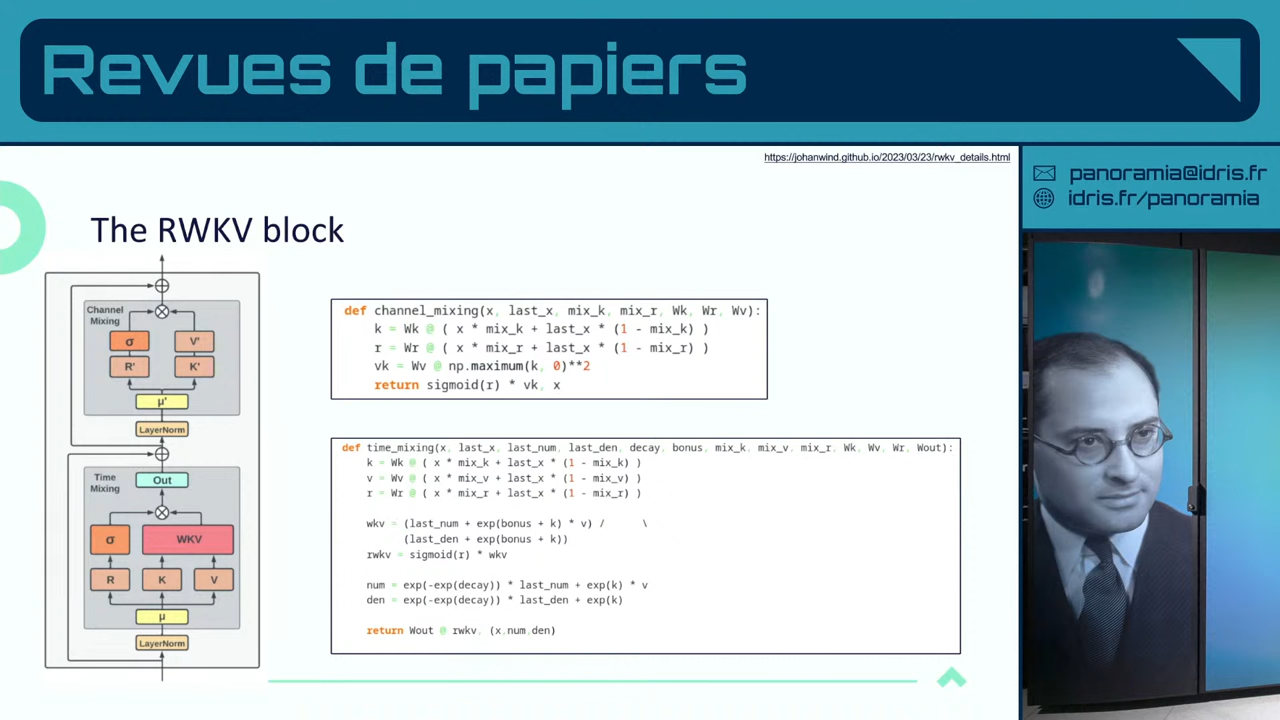 Revues de papiers
https://johanwind.github.io/2023/03/23/rwkv_details.html
panoramia@idris.fr
idris.fr/panoramia
The RWKV block
Channel
Mixing
σ
V'
R'
K'
μ'
LayerNorm
Time
Mixing
Out
σ
WKV
R
K
V
μ
LayerNorm
def channel_mixing(x, last_x, mix_k, mix_r, Wk, Wr, Wv):
k = Wk @ ( x * mix_k + last_x * (1 - mix_k) )
r = Wr @ ( x * mix_r + last_x * (1 - mix_r) )
vk = Wv @ np.maximum(k, 0)**2
return sigmoid(r) * vk, x
def time_mixing(x, last_x, last_num, last_den, decay, bonus, mix_k, mix_v, mix_r, Wk, Wv, Wr, Wout):
k = Wk @ ( x * mix_k + last_x * (1 - mix_k) )
v = Wv @ ( x * mix_v + last_x * (1 - mix_v) )
r = Wr @ ( x * mix_r + last_x * (1 - mix_r) )
wkv = (last_num + exp(bonus + k) * v) / \
(last_den + exp(bonus + k))
rwkv = sigmoid(r) * wkv
num = exp(-exp(decay)) * last_num + exp(k) * v
den = exp(-exp(decay)) * last_den + exp(k)
return Wout @ rwkv, (x,num,den)